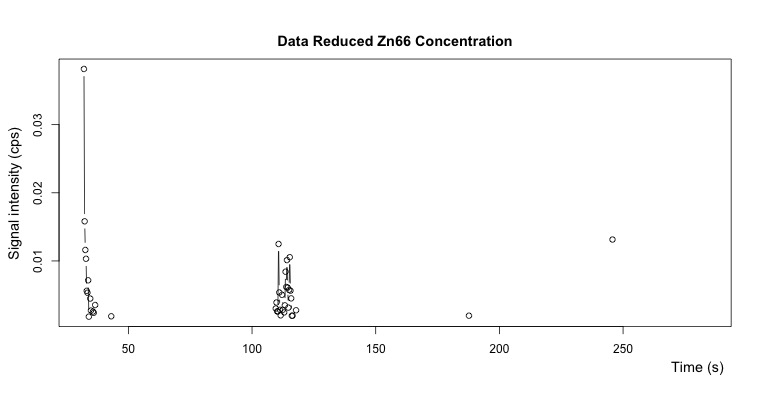 Data Reduced Zn66 Concentration
Signal intensity (cps)
0.03
0.02
0.01
50 100 150 200 250
Time (s)